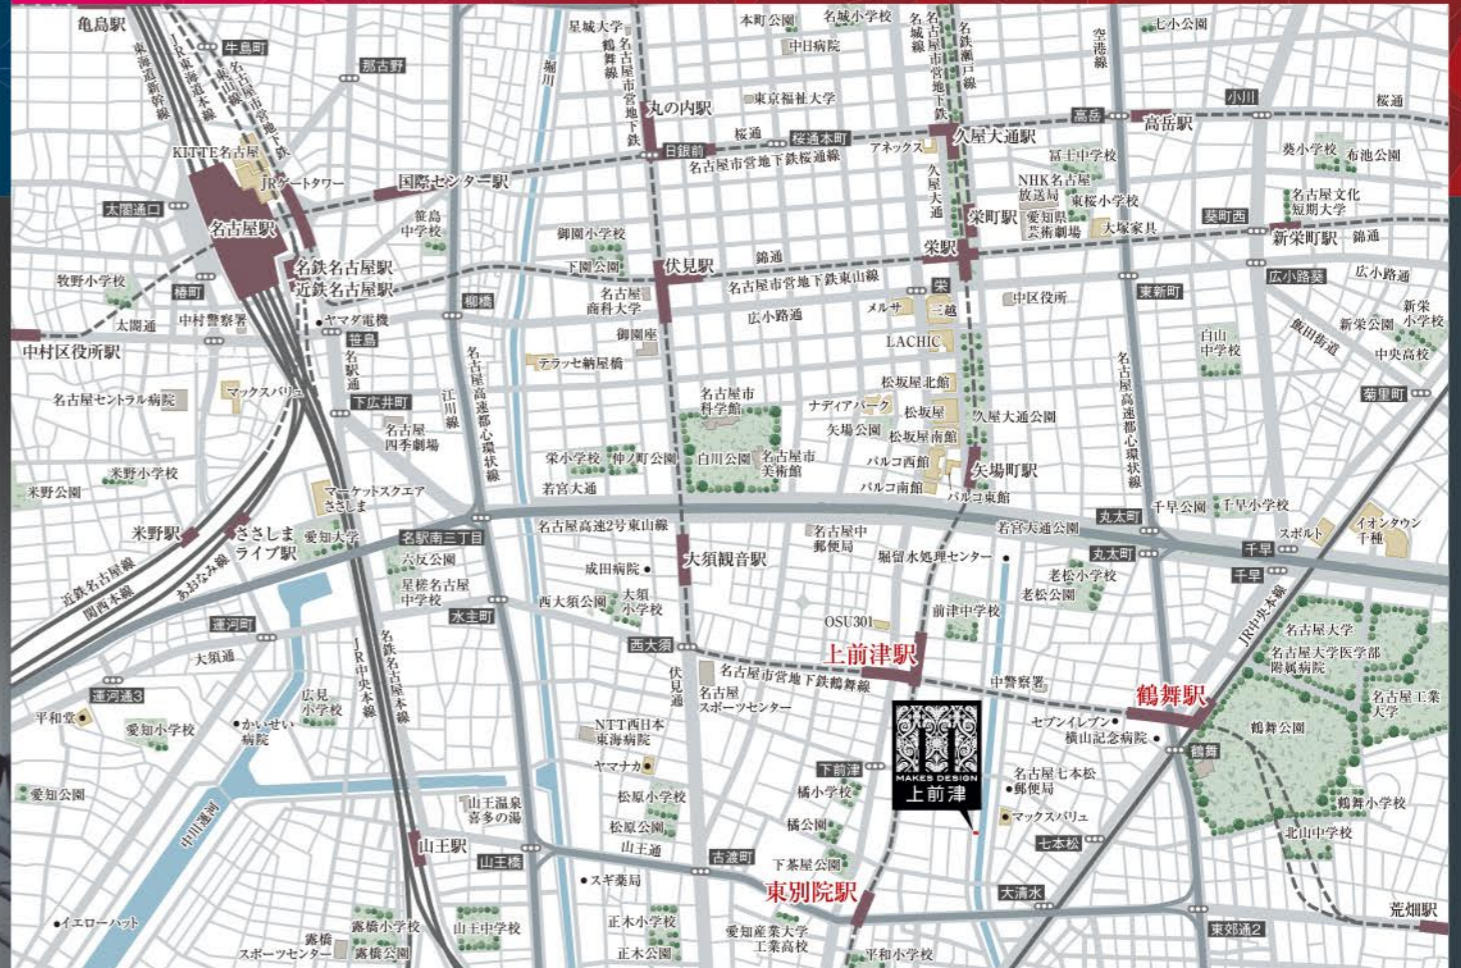 亀島駅
星城大学
本町公園
名城小学校
七小公園
牛島町
那古野
中日病院
東海道新幹線
JR東海道本線
名古屋市営地下鉄
東山線
堀川
鶴舞線
名古屋市営地下鉄
名城線
名古屋市営地下鉄
名鉄瀬戸線
空港線
丸の内駅
東京福祉大学
小川
桜通
高岳
高岳駅
KITTE名古屋
日銀前
桜通
桜通本町
アネックス
久屋大通駅
名古屋市営地下鉄桜通線
冨士中学校
葵小学校
布池公園
JRゲートタワー
国際センター駅
久屋大通
NHK名古屋
放送局
東桜小学校
名古屋文化
短期大学
太閤通口
名古屋駅
笹島
中学校
御園小学校
栄町駅
愛知県
芸術劇場
大塚家具
葵町西
新栄町駅
錦通
名鉄名古屋駅
近鉄名古屋駅
下園公園
伏見駅
錦通
栄駅
名古屋市営地下鉄東山線
牧野小学校
椿町
柳橋
名古屋
商科大学
栄
中区役所
東新町
広小路葵
広小路通
太閤通
中村警察署
ヤマダ電機
広小路通
メルサ
三越
新栄
小学校
新栄公園
飯田街道
中村区役所駅
笹島
御園座
LACHIC
白山
中学校
中央高校
名駅通
テラッセ納屋橋
名古屋セントラル病院
マックスバリュ
下広井町
江川線
名古屋高速都心環状線
名古屋市
科学館
ナディアパーク
松坂屋北館
松坂屋
久屋大通公園
名古屋高速都心環状線
菊里町
名古屋
四季劇場
矢場公園
松坂屋南館
米野小学校
栄小学校
仲ノ町公園
白川公園
名古屋市
美術館
パルコ西館
矢場町駅
米野公園
マーケットスクエア
ささしま
若宮大通
パルコ南館
パルコ東館
千早公園
千早小学校
米野駅
ささしま
ライブ駅
愛知大学
名駅南三丁目
名古屋高速2号東山線
名古屋中
郵便局
若宮大通公園
丸太町
スポルト
イオンタウン
千種
六反公園
大須観音駅
堀留水処理センター
丸太町
千早
千早
近鉄名古屋線
関西本線
あおなみ線
星槎名古屋
中学校
成田病院
老松小学校
老松公園
水主町
西大須公園
大須
小学校
OSU301
前津中学校
JR中央本線
名古屋大学
運河町
西大須
上前津駅
名古屋大学医学部
附属病院
大須通
JR中央本線
名鉄名古屋本線
伏見通
名古屋
スポーツセンター
名古屋市営地下鉄鶴舞線
中警察署
鶴舞駅
名古屋工業
大学
運河通3
平和堂
広見
小学校
セブンイレブン
横山記念病院
鶴舞公園
愛知小学校
かいせい
病院
NTT西日本
東海病院
MAKES DESIGN
上前津
鶴舞
ヤマナカ
下前津
名古屋七本松
郵便局
愛知公園
中川運河
山王温泉
喜多の湯
松原小学校
橘小学校
マックスバリュ
鶴舞小学校
松原公園
橘公園
七本松
北山中学校
山王駅
山王橋
山王通
古渡町
下茶屋公園
スギ薬局
東別院駅
大清水
イエローハット
荒畑駅
露橋小学校
山王中学校
正木小学校
愛知産業大学
工業高校
東郊通2
露橋
スポーツセンター
露橋公園
正木公園
平和小学校